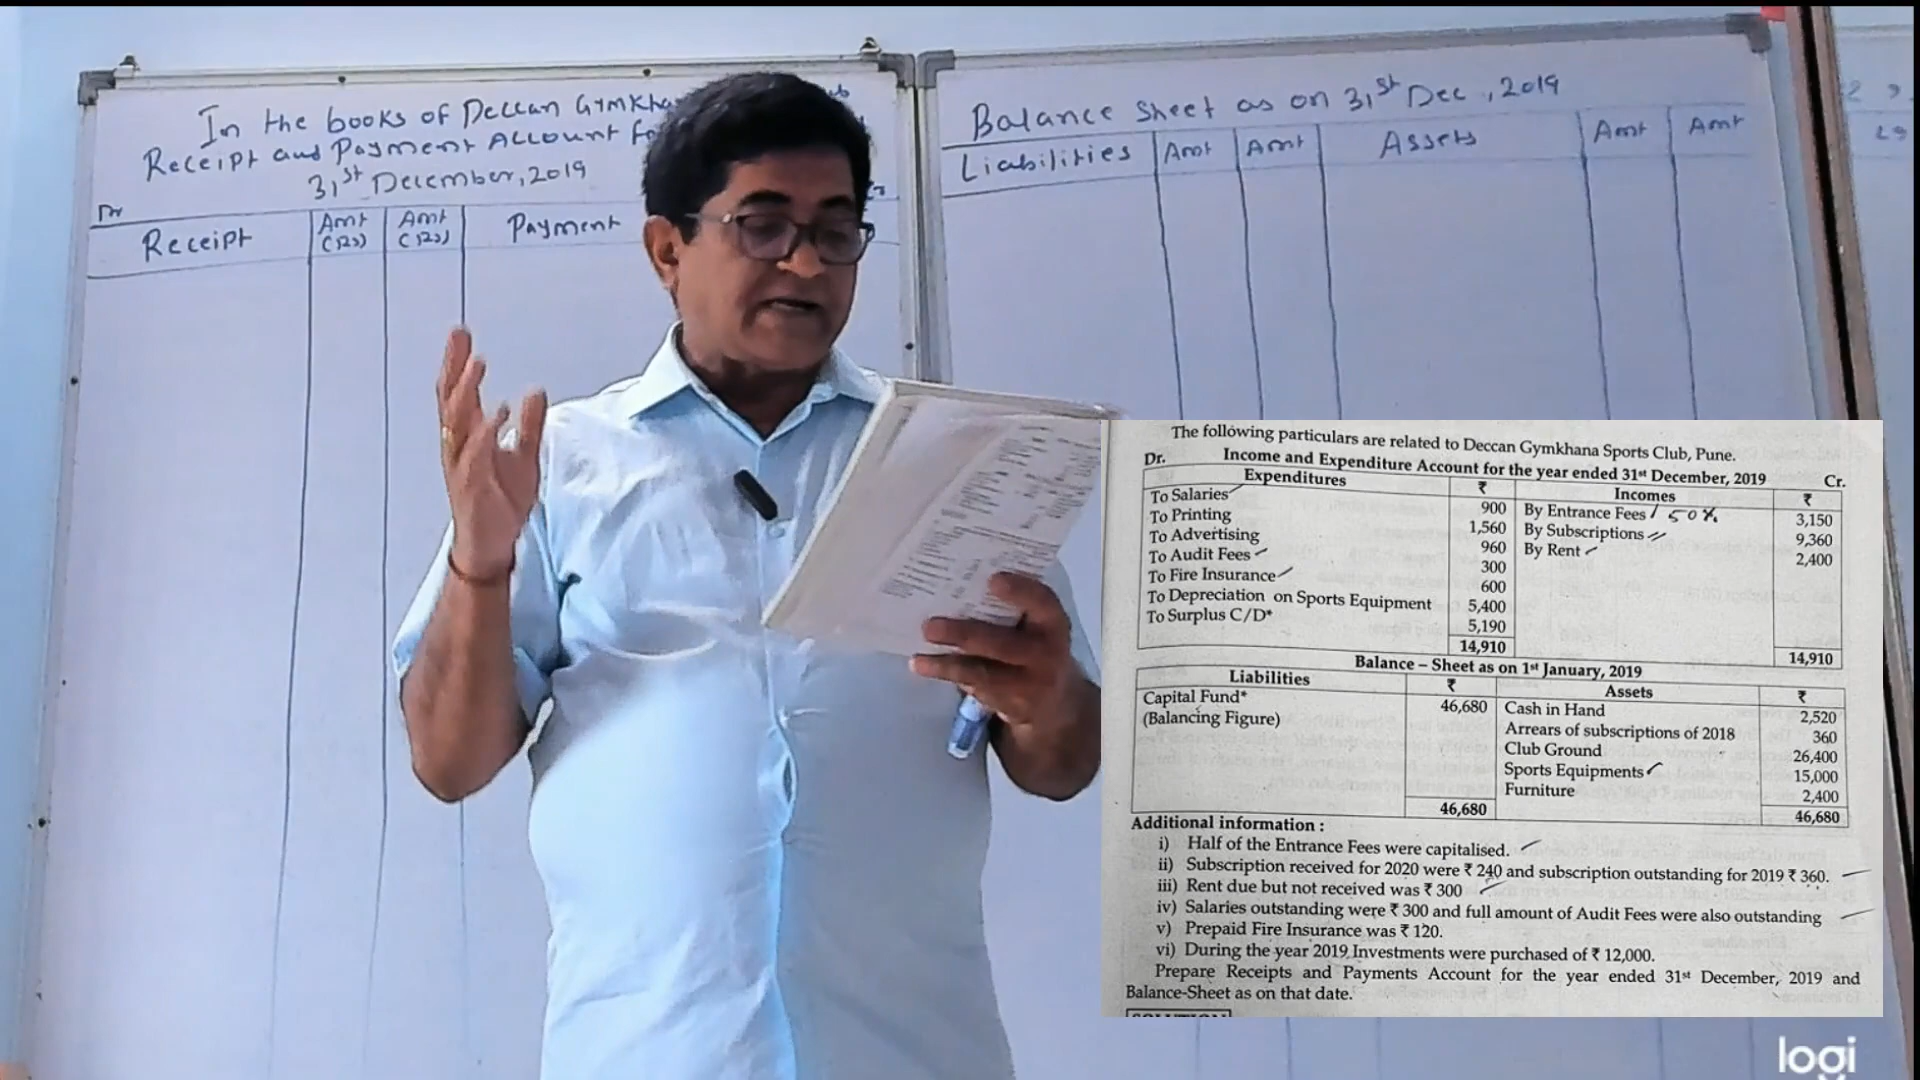 In the books of Deccan Gymkha
Receipt and Payment Account fo
31st December, 2019
Dr
Receipt Amt (Rs) Amt (Rs) Payment
Balance Sheet as on 31st Dec, 2019
Liabilities Amt Amt Assets Amt Amt
The following particulars are related to Deccan Gymkhana Sports Club, Pune.
Dr. Income and Expenditure Account for the year ended 31st December, 2019 Cr.
Expenditures ₹ Incomes ₹
To Salaries 900 By Entrance Fees / 50% 3,150
To Printing 1,560 By Subscriptions 9,360
To Advertising 960 By Rent 2,400
To Audit Fees 300
To Fire Insurance 600
To Depreciation on Sports Equipment 5,400
To Surplus C/D* 5,190
14,910 14,910
Balance – Sheet as on 1st January, 2019
Liabilities ₹ Assets ₹
Capital Fund* 46,680 Cash in Hand 2,520
(Balancing Figure) Arrears of subscriptions of 2018 360
Club Ground 26,400
Sports Equipments 15,000
Furniture 2,400
46,680 46,680
Additional information :
i) Half of the Entrance Fees were capitalised.
ii) Subscription received for 2020 were ₹ 240 and subscription outstanding for 2019 ₹ 360.
iii) Rent due but not received was ₹ 300
iv) Salaries outstanding were ₹ 300 and full amount of Audit Fees were also outstanding
v) Prepaid Fire Insurance was ₹ 120.
vi) During the year 2019 Investments were purchased of ₹ 12,000.
Prepare Receipts and Payments Account for the year ended 31st December, 2019 and
Balance-Sheet as on that date.
logi